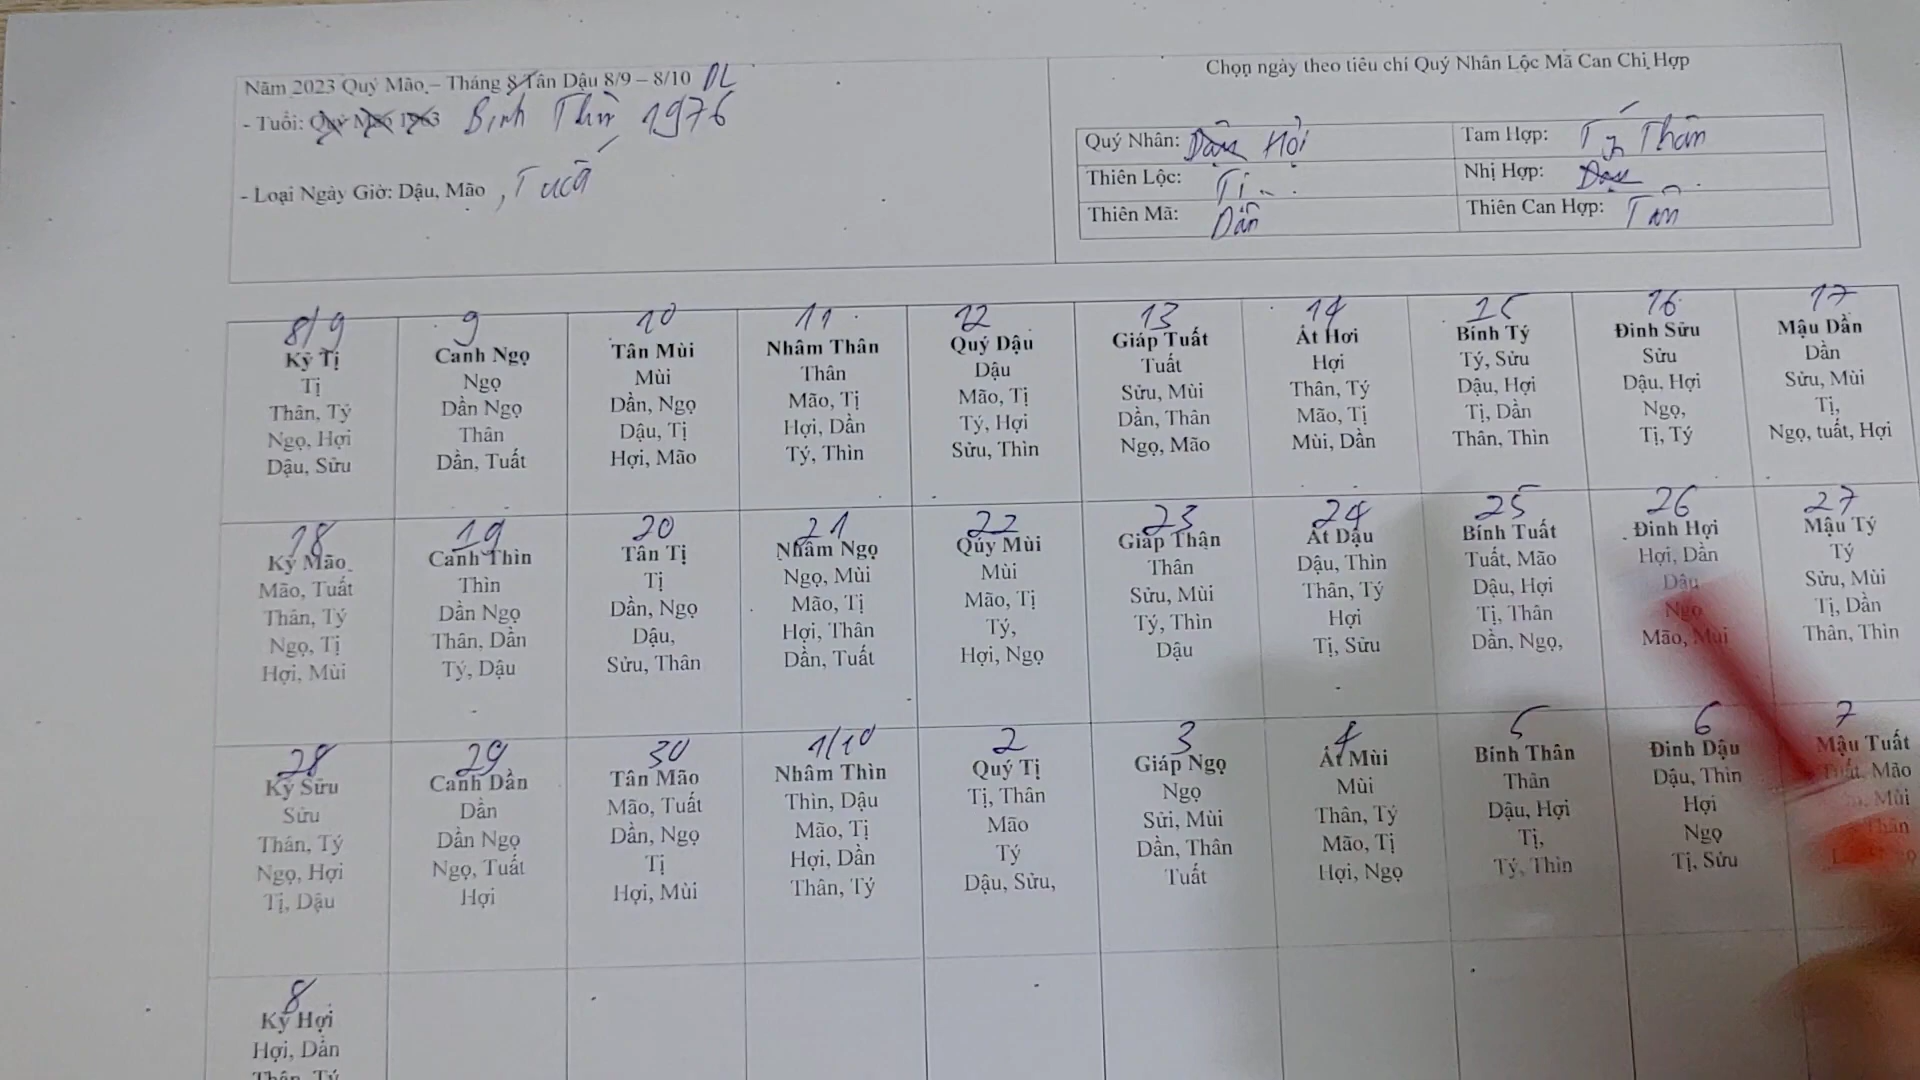 Năm 2023 Quý Mão – Tháng 8 Tân Dậu 8/9 – 8/10 DL
- Tuổi: Quý Mão 1963 Bính Thìn 1976
- Loại Ngày Giờ: Dậu, Mão, Tuất
Chọn ngày theo tiêu chí Quý Nhân Lộc Mã Can Chi Hợp
Quý Nhân: Dậu Hợi
Tam Hợp: Tý Thân
Thiên Lộc: Tị
Nhị Hợp: Dậu
Thiên Mã: Dần
Thiên Can Hợp: Tân
8/9
Kỷ Tị
Tị
Thân, Tý
Ngọ, Hợi
Dậu, Sửu
9
Canh Ngọ
Ngọ
Dần Ngọ
Thân
Dần, Tuất
10
Tân Mùi
Mùi
Dần, Ngọ
Dậu, Tị
Hợi, Mão
11
Nhâm Thân
Thân
Mão, Tị
Hợi, Dần
Tý, Thìn
12
Quý Dậu
Dậu
Mão, Tị
Tý, Hợi
Sửu, Thìn
13
Giáp Tuất
Tuất
Sửu, Mùi
Dần, Thân
Ngọ, Mão
14
Ất Hơi
Hợi
Thân, Tý
Mão, Tị
Mùi, Dần
15
Bính Tý
Tý, Sửu
Dậu, Hợi
Tị, Dần
Thân, Thìn
16
Đinh Sửu
Sửu
Dậu, Hợi
Ngọ,
Tị, Tý
17
Mậu Dần
Dần
Sửu, Mùi
Tị,
Ngọ, tuất, Hợi
18
Kỷ Mão
Mão, Tuất
Thân, Tý
Ngọ, Tị
Hợi, Mùi
19
Canh Thìn
Thìn
Dần Ngọ
Thân, Dần
Tý, Dậu
20
Tân Tị
Tị
Dần, Ngọ
Dậu,
Sửu, Thân
21
Nhâm Ngọ
Ngọ, Mùi
Mão, Tị
Hợi, Thân
Dần, Tuất
22
Qúy Mùi
Mùi
Mão, Tị
Tý,
Hợi, Ngọ
23
Giáp Thận
Thân
Sửu, Mùi
Tý, Thìn
Dậu
24
Ất Dậu
Dậu, Thìn
Thân, Tý
Hợi
Tị, Sửu
25
Bính Tuất
Tuất, Mão
Dậu, Hợi
Tị, Thân
Dần, Ngọ,
26
Đinh Hợi
Hợi, Dần
Dậu
Ngọ
Mão, Mùi
27
Mậu Tý
Tý
Sửu, Mùi
Tị, Dần
Thân, Thìn
28
Kỷ Sửu
Sửu
Thân, Tý
Ngọ, Hợi
Tị, Dậu
29
Canh Dần
Dần
Dần Ngọ
Ngọ, Tuất
Hợi
30
Tân Mão
Mão, Tuất
Dần, Ngọ
Tị
Hợi, Mùi
1/10
Nhâm Thìn
Thìn, Dậu
Mão, Tị
Hợi, Dần
Thân, Tý
2
Quý Tị
Tị, Thân
Mão
Tý
Dậu, Sửu,
3
Giáp Ngọ
Ngọ
Sửi, Mùi
Dần, Thân
Tuất
4
Ất Mùi
Mùi
Thân, Tý
Mão, Tị
Hợi, Ngọ
5
Bính Thân
Thân
Dậu, Hợi
Tị,
Tý, Thìn
6
Đinh Dậu
Dậu, Thìn
Hợi
Ngọ
Tị, Sửu
7
Mậu Tuất
Tuất, Mão
Mùi
Thân
8
Kỷ Hợi
Hợi, Dần
Thân, Tý